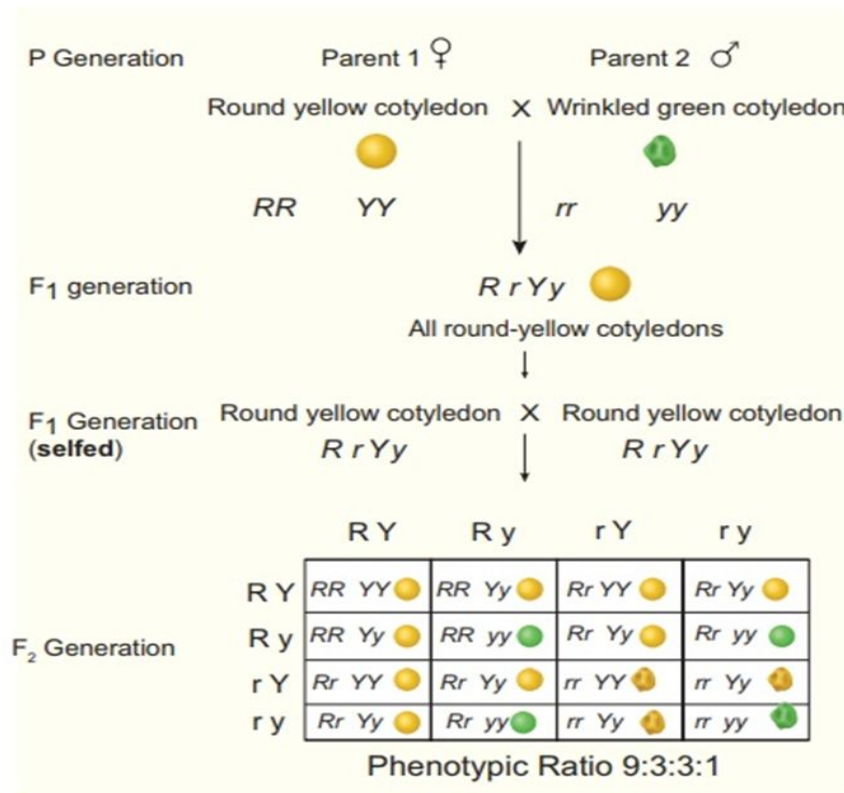 P Generation Parent 1 ♀ Parent 2 ♂
Round yellow cotyledon X Wrinkled green cotyledon
RR YY rr yy
F₁ generation R r Y y
All round-yellow cotyledons
F₁ Generation Round yellow cotyledon X Round yellow cotyledon
(selfed) R r Y y R r Y y
R Y R y r Y r y
R Y RR YY RR Yy Rr YY Rr Yy
F₂ Generation R y RR Yy RR yy Rr Yy Rr yy
r Y Rr YY Rr Yy rr YY rr Yy
r y Rr Yy Rr yy rr Yy rr yy
Phenotypic Ratio 9:3:3:1